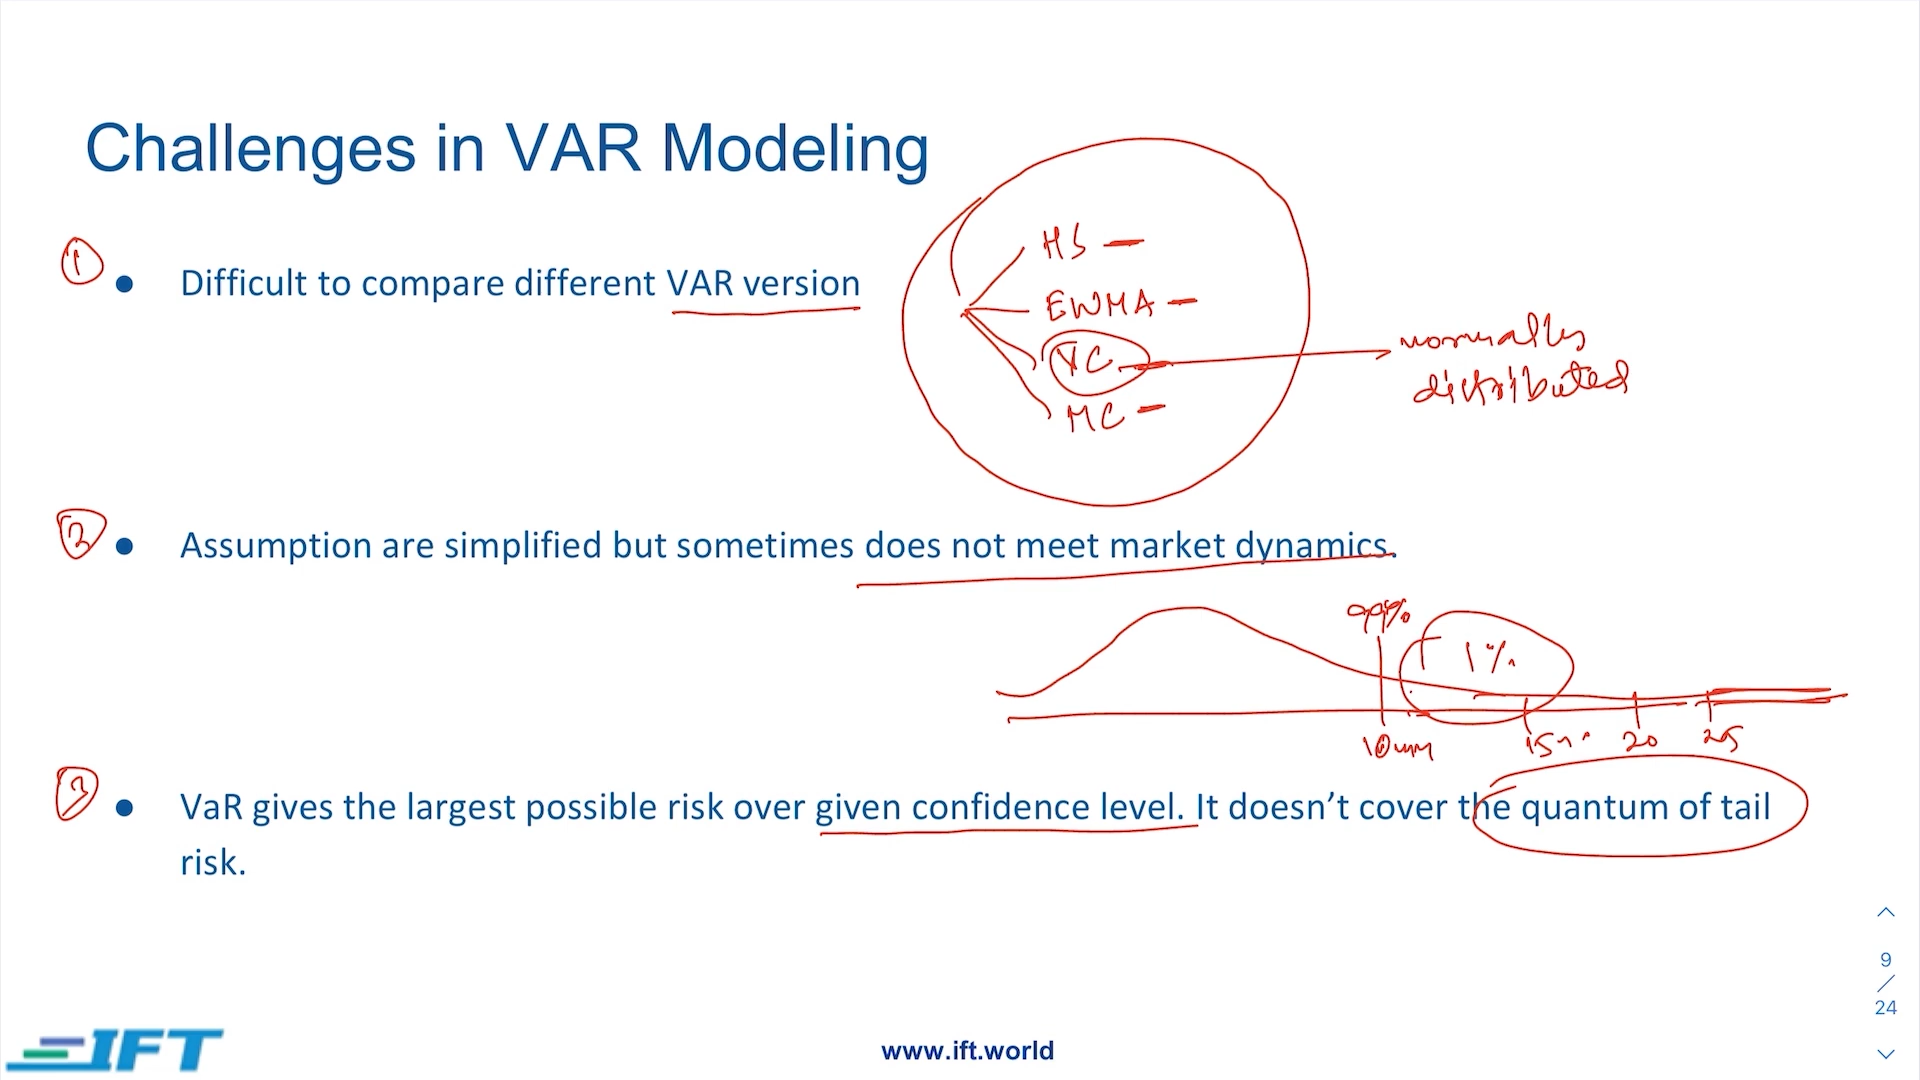 Challenges in VAR Modeling
① ● Difficult to compare different VAR version
HS –
EWMA –
VC → normally
distributed
MC –
② ● Assumption are simplified but sometimes does not meet market dynamics.
99%
1%
10mm
20 25
③ ● VaR gives the largest possible risk over given confidence level. It doesn’t cover the quantum of tail
risk.
9
/
24
IFT
www.ift.world